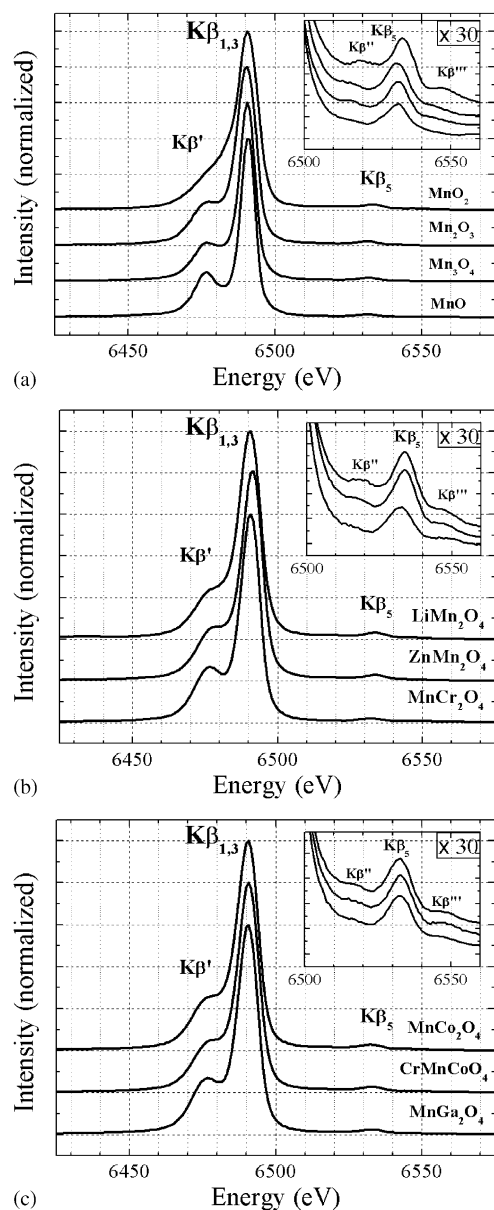 Intensity (normalized)
Kβ₁,₃
Kβ'
Kβ₅
MnO₂
Mn₂O₃
Mn₃O₄
MnO
Kβ''
Kβ₅
Kβ'''
x 30
6500 6550
6450 6500 6550
Energy (eV)
(a)
Intensity (normalized)
Kβ₁,₃
Kβ'
Kβ₅
LiMn₂O₄
ZnMn₂O₄
MnCr₂O₄
Kβ''
Kβ₅
Kβ'''
x 30
6500 6550
6450 6500 6550
Energy (eV)
(b)
Intensity (normalized)
Kβ₁,₃
Kβ'
Kβ₅
MnCo₂O₄
CrMnCoO₄
MnGa₂O₄
Kβ''
Kβ₅
Kβ'''
x 30
6500 6550
6450 6500 6550
Energy (eV)
(c)